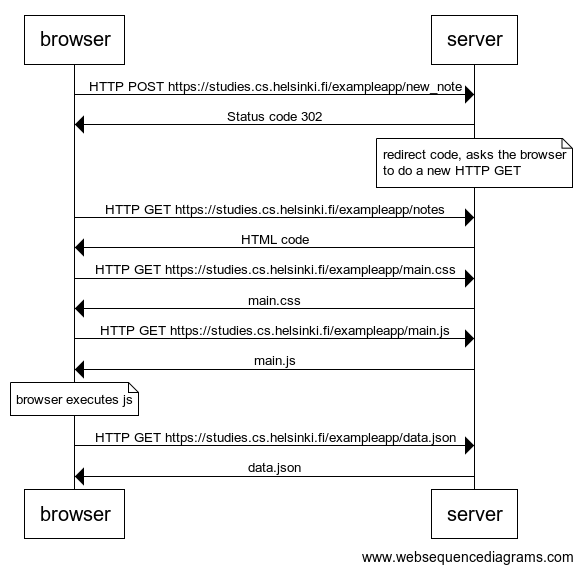 browser
server
HTTP POST https://studies.cs.helsinki.fi/exampleapp/new_note
Status code 302
redirect code, asks the browser
to do a new HTTP GET
HTTP GET https://studies.cs.helsinki.fi/exampleapp/notes
HTML code
HTTP GET https://studies.cs.helsinki.fi/exampleapp/main.css
main.css
HTTP GET https://studies.cs.helsinki.fi/exampleapp/main.js
main.js
browser executes js
HTTP GET https://studies.cs.helsinki.fi/exampleapp/data.json
data.json
browser
server
www.websequencediagrams.com